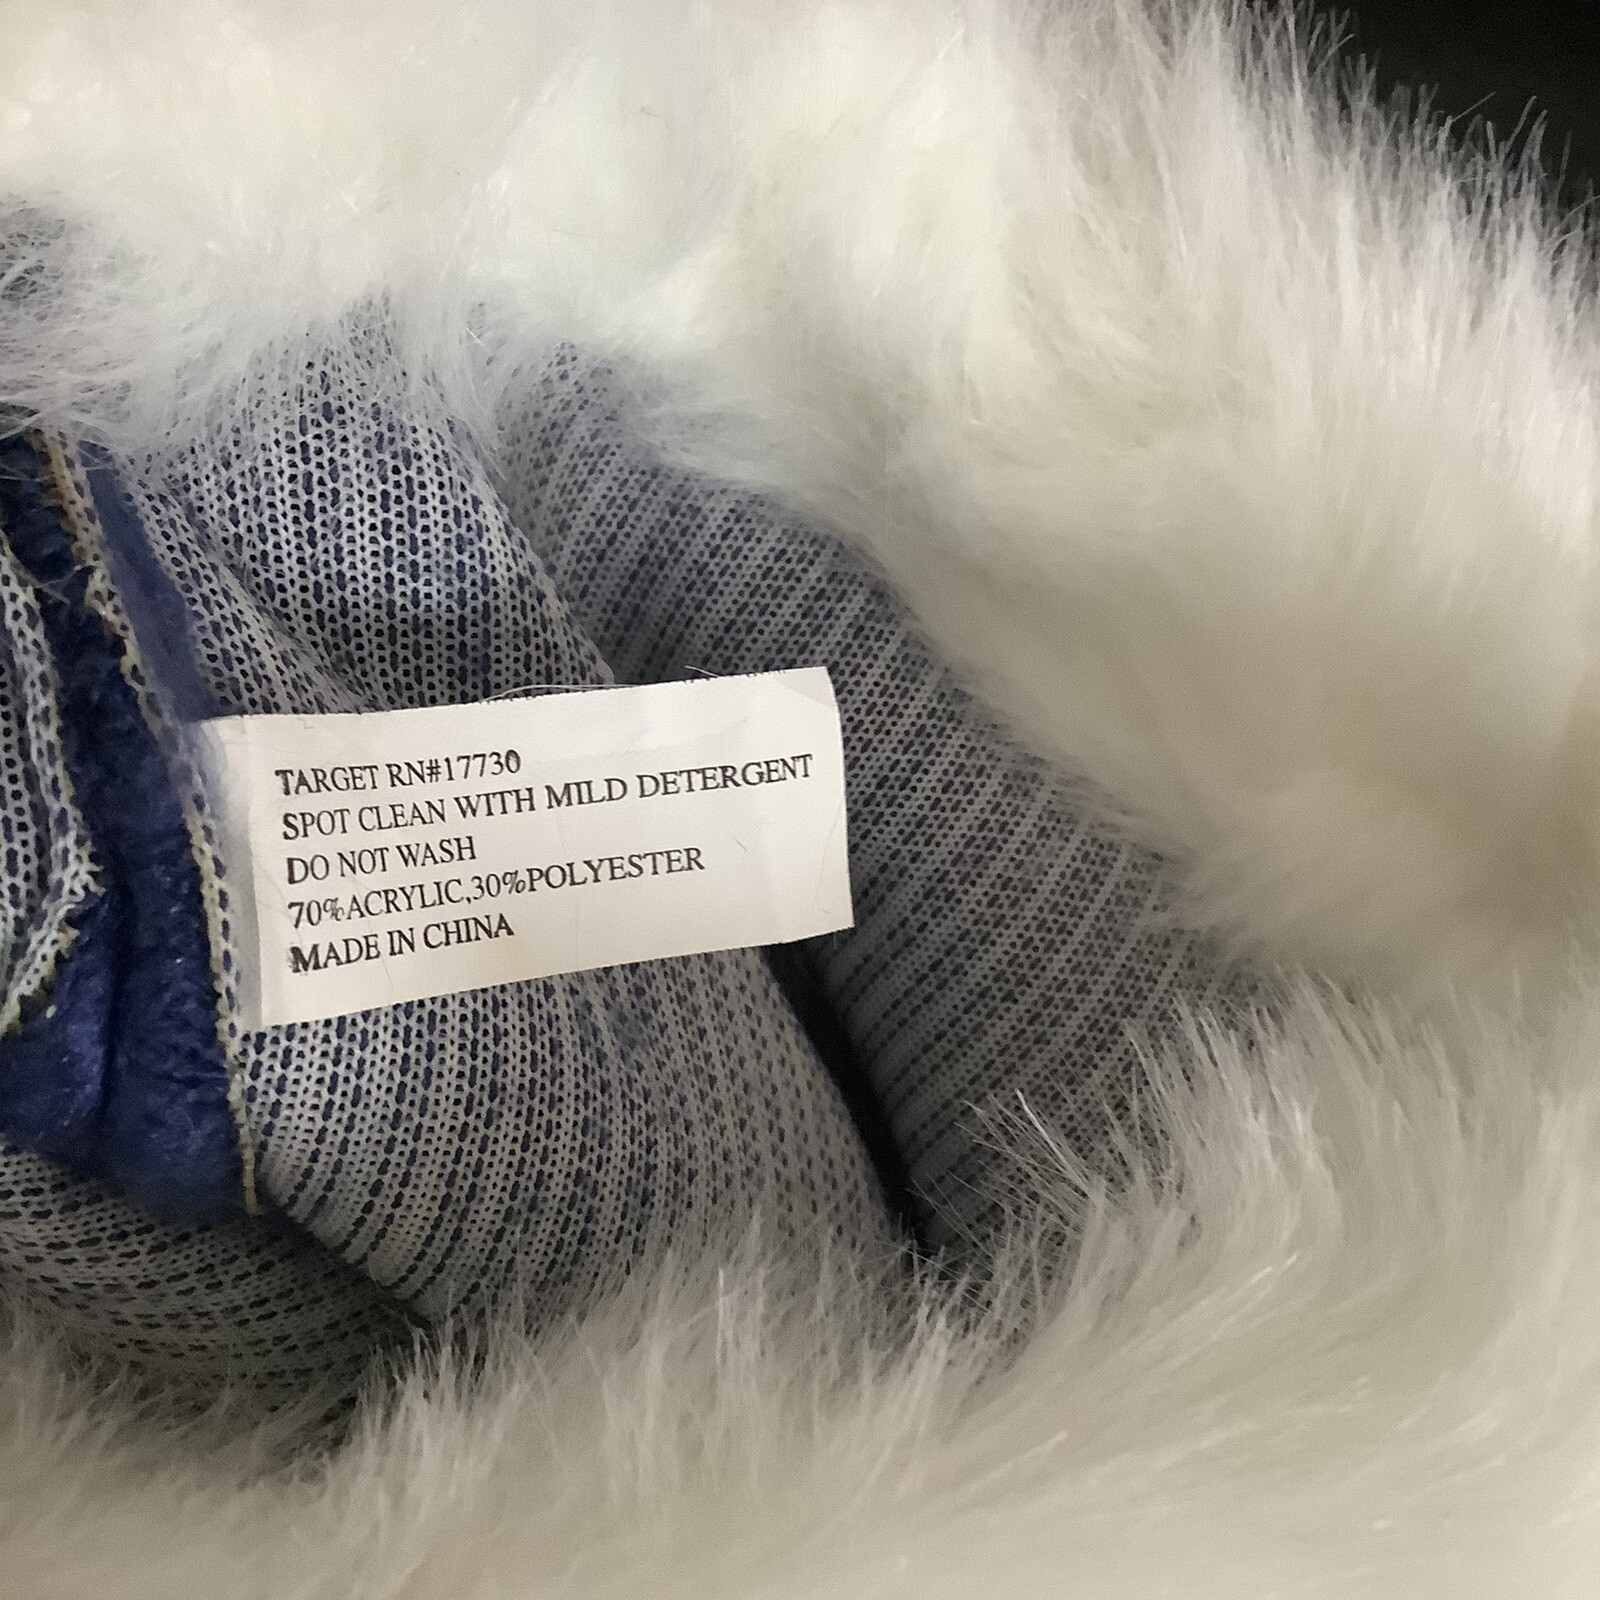 TARGET RN#17730
SPOT CLEAN WITH MILD DETERGENT
DO NOT WASH
70%ACRYLIC,30%POLYESTER
MADE IN CHINA